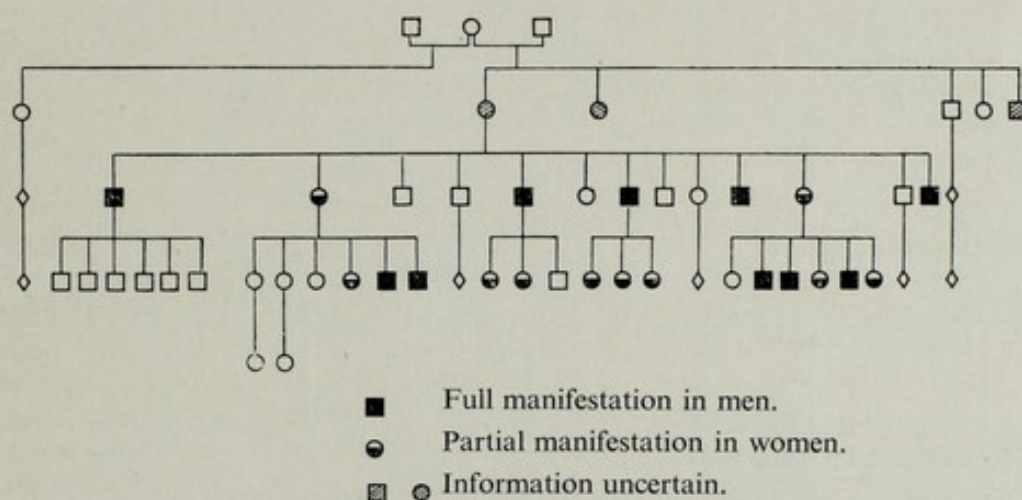 Full manifestation in men.
Partial manifestation in women.
Information uncertain.